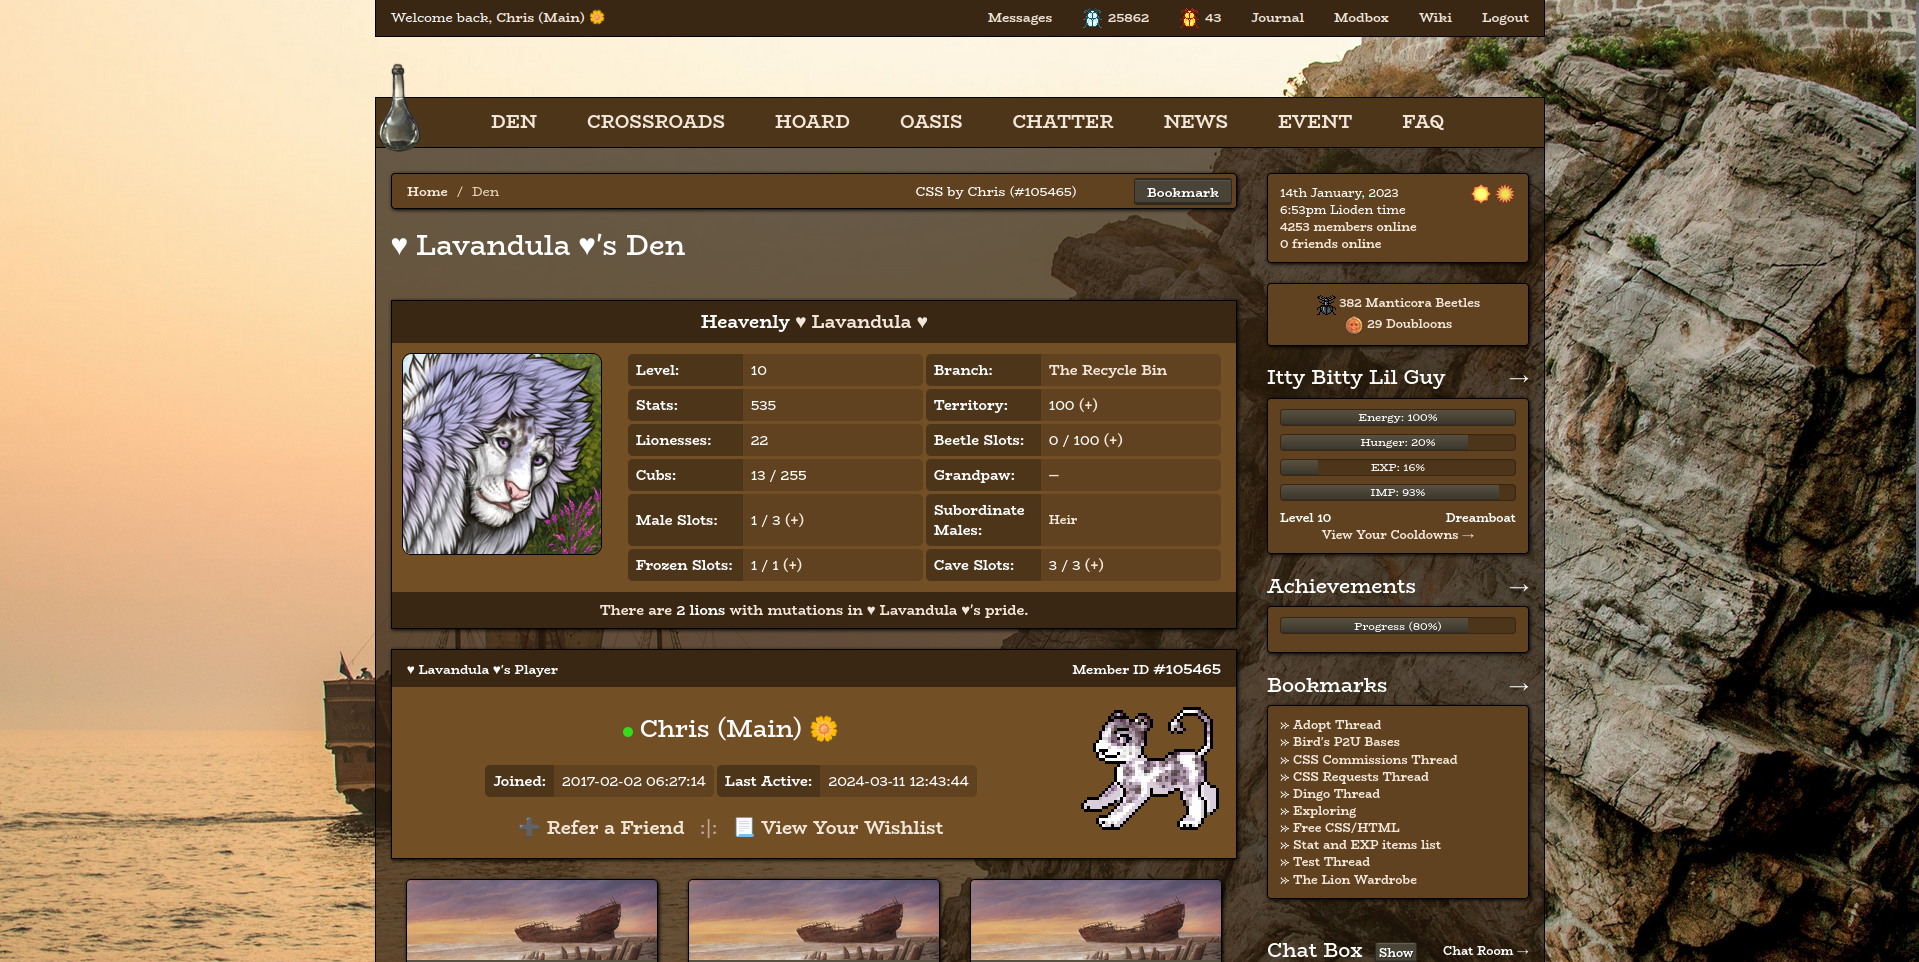 Welcome back, Chris (Main) 🌼
Messages 25862 43 Journal Modbox Wiki Logout
DEN CROSSROADS HOARD OASIS CHATTER NEWS EVENT FAQ
Home / Den CSS by Chris (#105465) Bookmark
♥ Lavandula ♥'s Den
Heavenly ♥ Lavandula ♥
Level: 10 Branch: The Recycle Bin
Stats: 535 Territory: 100 (+)
Lionesses: 22 Beetle Slots: 0 / 100 (+)
Cubs: 13 / 255 Grandpaw: —
Male Slots: 1 / 3 (+) Subordinate Males: Heir
Frozen Slots: 1 / 1 (+) Cave Slots: 3 / 3 (+)
There are 2 lions with mutations in ♥ Lavandula ♥'s pride.
♥ Lavandula ♥'s Player Member ID #105465
Chris (Main) 🌼
Joined: 2017-02-02 06:27:14 Last Active: 2024-03-11 12:43:44
➕ Refer a Friend :|: 📃 View Your Wishlist
14th January, 2023
6:53pm Lioden time
4253 members online
0 friends online
382 Manticora Beetles
29 Doubloons
Itty Bitty Lil Guy →
Energy: 100%
Hunger: 20%
EXP: 16%
IMP: 93%
Level 10 Dreamboat
View Your Cooldowns →
Achievements →
Progress (80%)
Bookmarks →
» Adopt Thread
» Bird's P2U Bases
» CSS Commissions Thread
» CSS Requests Thread
» Dingo Thread
» Exploring
» Free CSS/HTML
» Stat and EXP items list
» Test Thread
» The Lion Wardrobe
Chat Box Show Chat Room →